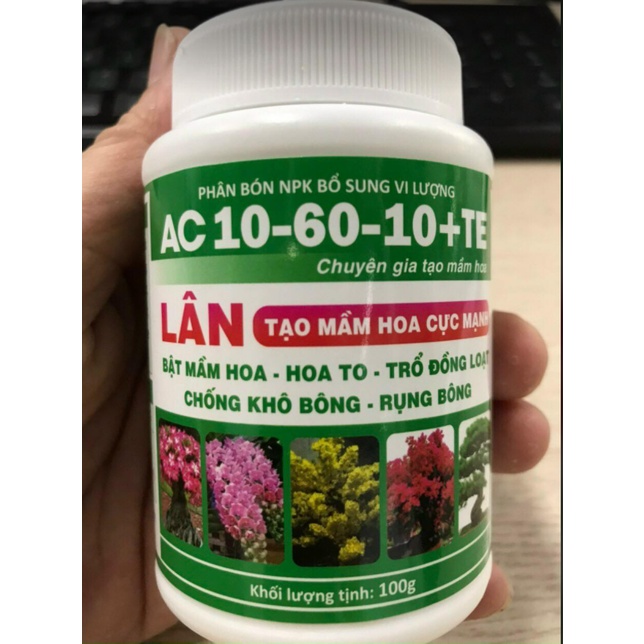 PHÂN BÓN NPK BỔ SUNG VI LƯỢNG
AC 10-60-10+TE
Chuyên gia tạo mầm hoa
LÂN TẠO MẦM HOA CỰC MẠNH
BẬT MẦM HOA - HOA TO - TRỔ ĐỒNG LOẠT
CHỐNG KHÔ BÔNG - RỤNG BÔNG
Khối lượng tịnh: 100g